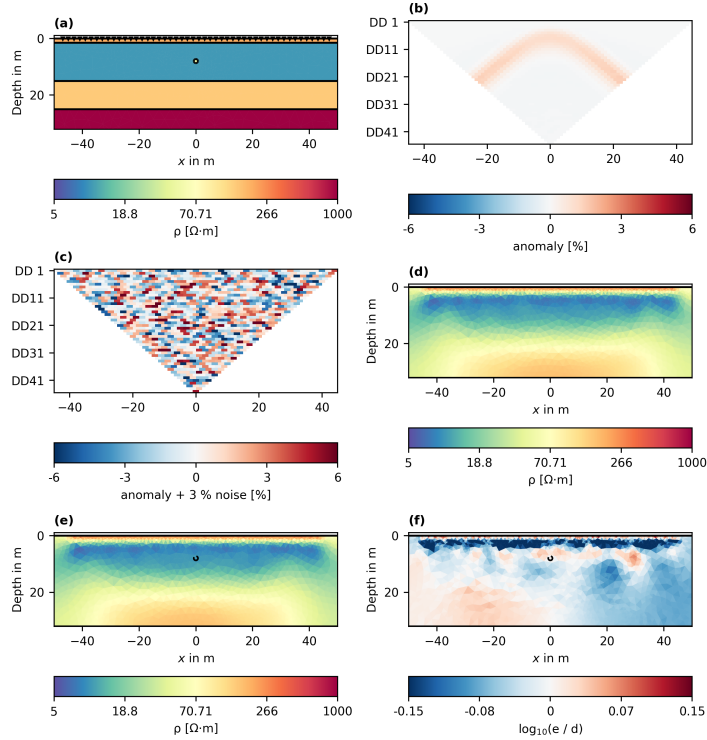 (a)
0
20
Depth in m
−40
−20
0
20
40
x in m
5
18.8
70.71
266
1000
ρ [Ω·m]
(b)
DD 1
DD11
DD21
DD31
DD41
−40
−20
0
20
40
-6
-3
0
3
6
anomaly [%]
(c)
DD 1
DD11
DD21
DD31
DD41
−40
−20
0
20
40
-6
-3
0
3
6
anomaly + 3 % noise [%]
(d)
0
20
Depth in m
−40
−20
0
20
40
x in m
5
18.8
70.71
266
1000
ρ [Ω·m]
(e)
0
20
Depth in m
−40
−20
0
20
40
x in m
5
18.8
70.71
266
1000
ρ [Ω·m]
(f)
0
20
Depth in m
−40
−20
0
20
40
x in m
-0.15
-0.08
0
0.07
0.15
log₁₀(e / d)